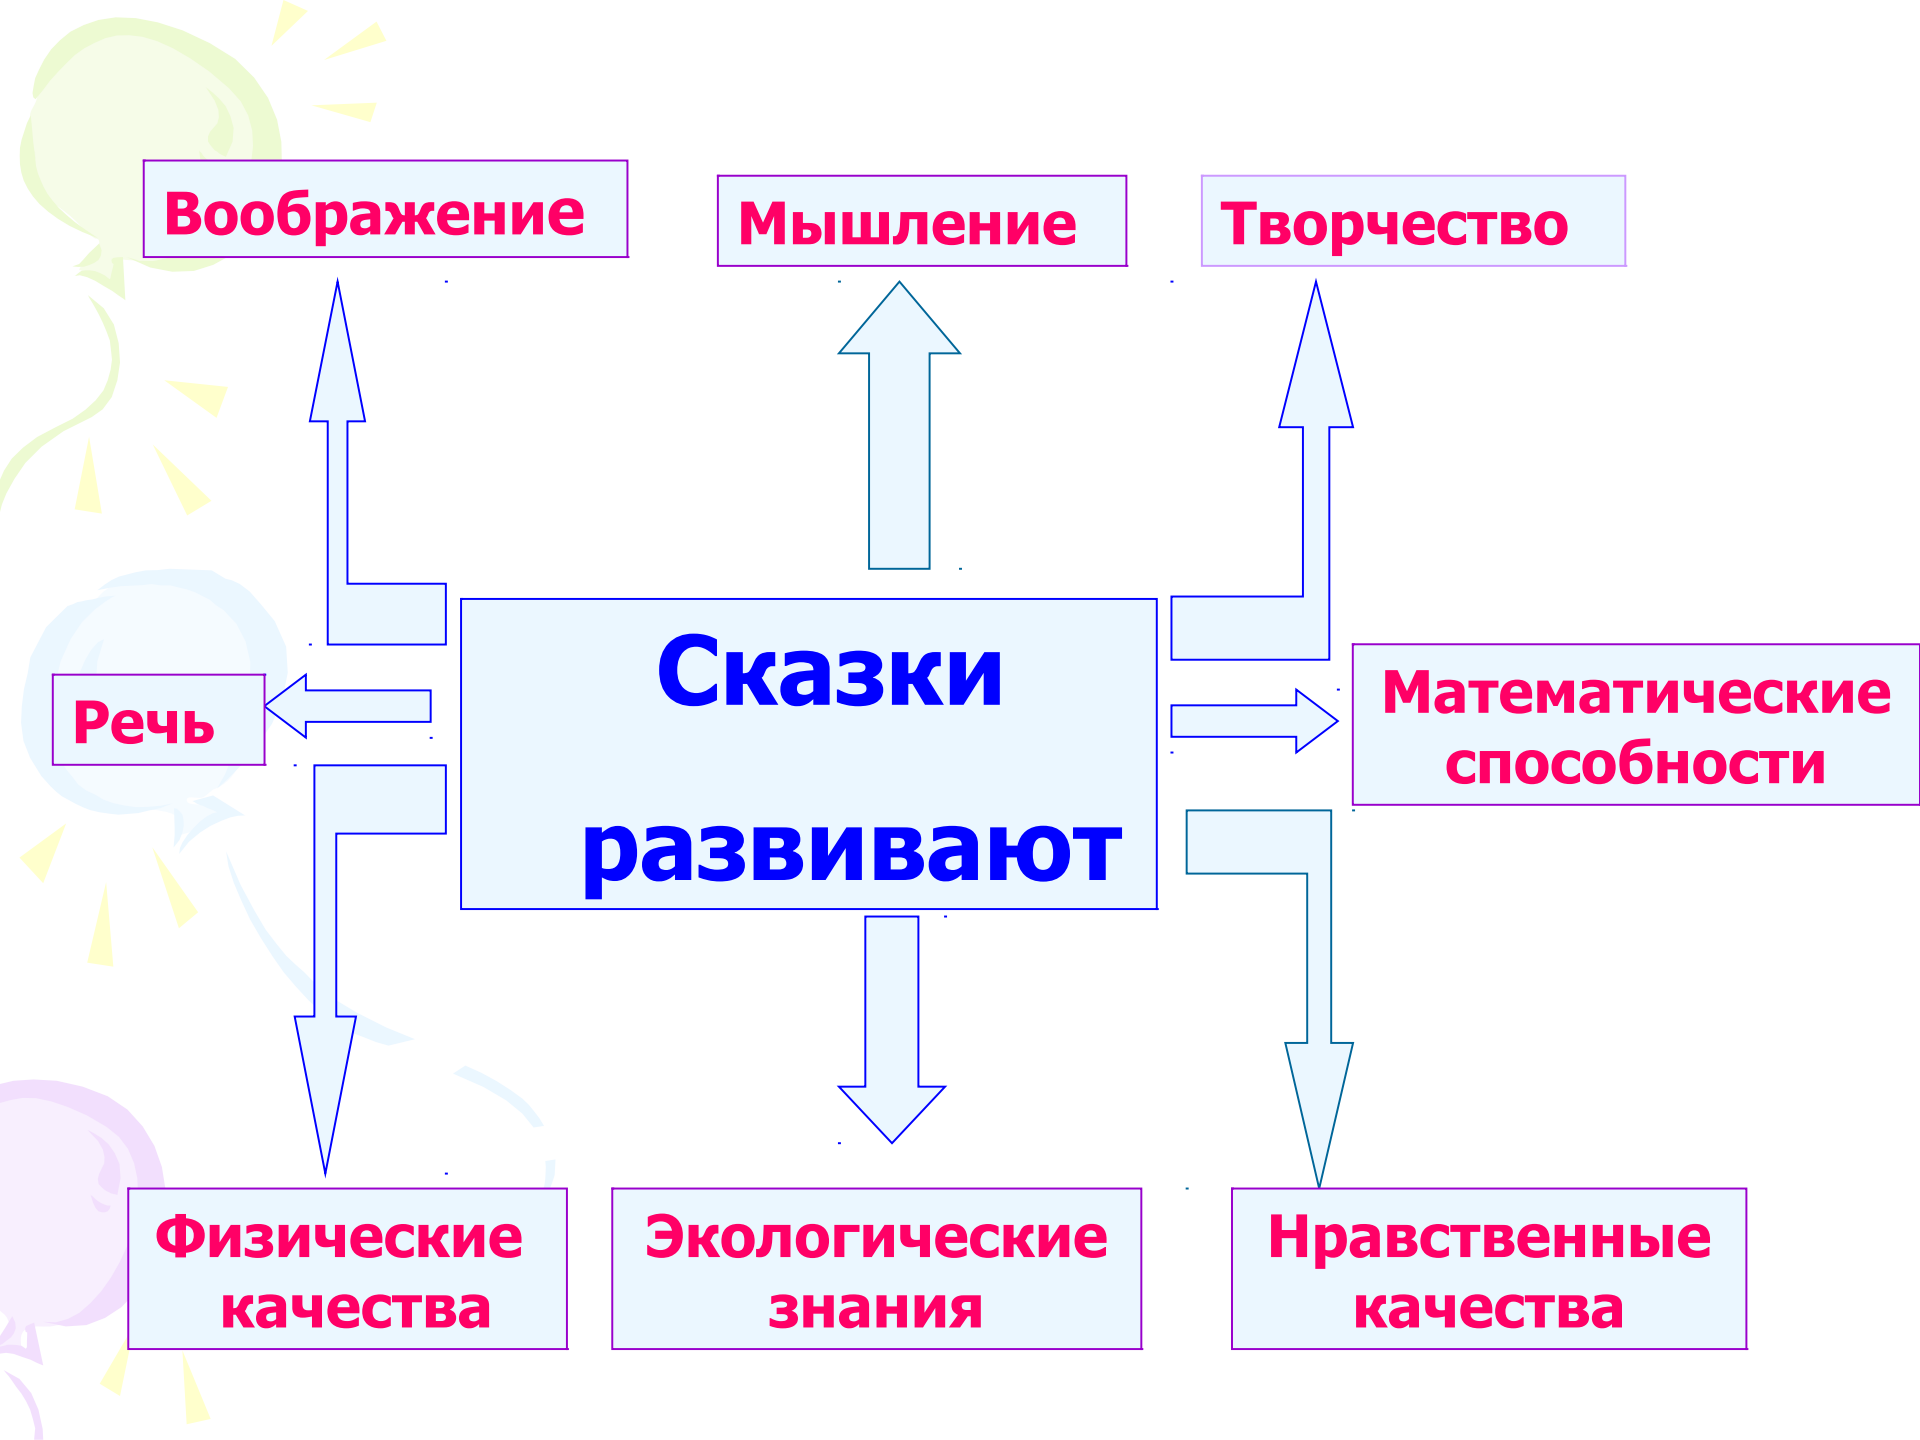 Воображение
Мышление
Творчество
Сказки
развивают
Речь
Математические
способности
Физические
качества
Экологические
знания
Нравственные
качества